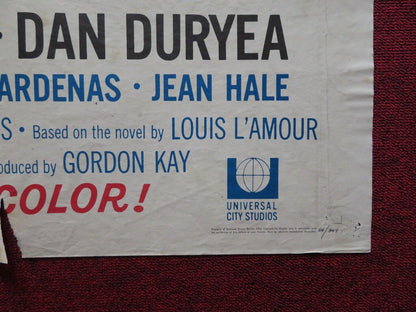 · DAN DURYEA
ARDENAS · JEAN HALE
S · Based on the novel by LOUIS L'AMOUR
oduced by GORDON KAY
COLOR!
UNIVERSAL
CITY STUDIOS